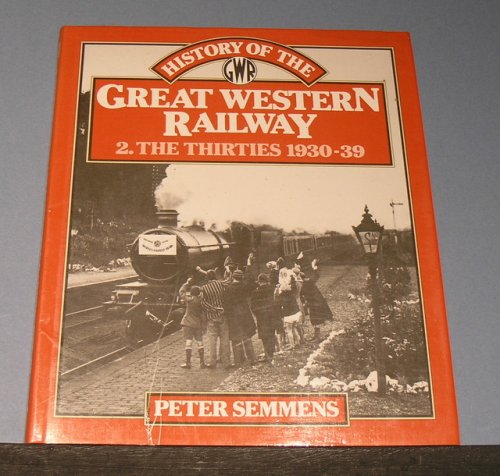 HISTORY OF THE
GWR
GREAT WESTERN
RAILWAY
2. THE THIRTIES 1930-39
PETER SEMMENS